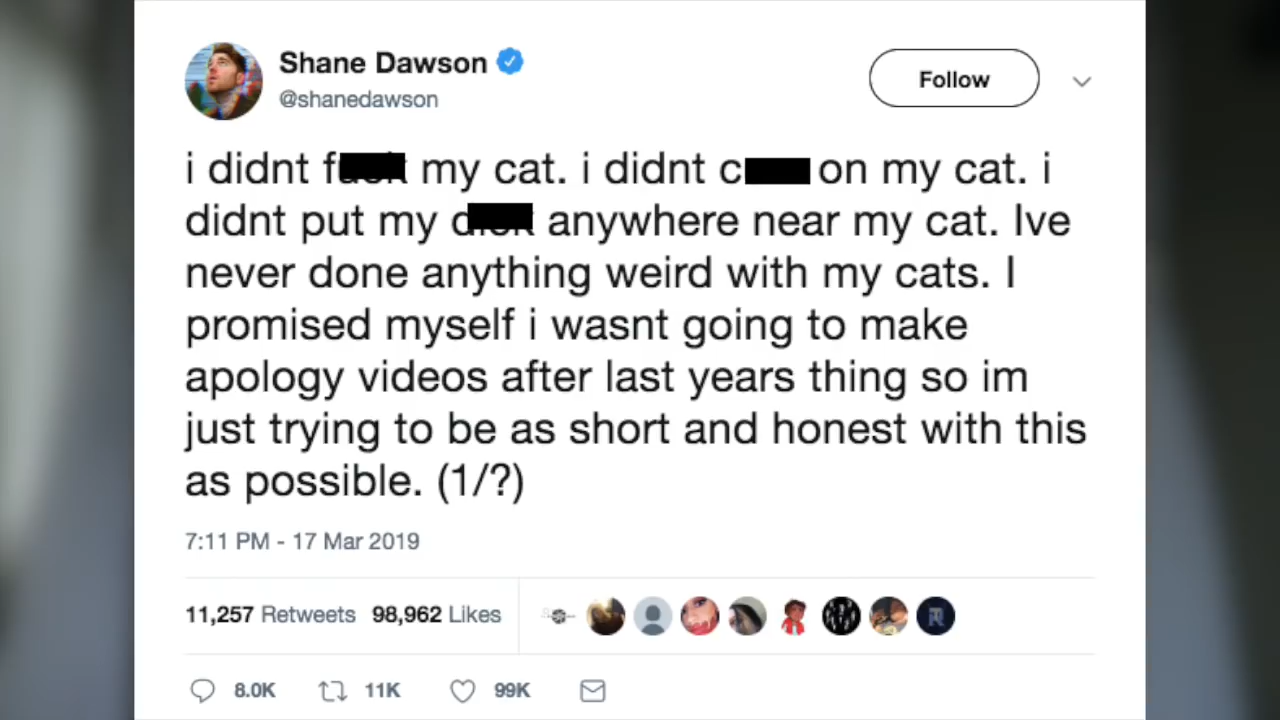 Shane Dawson
@shanedawson
Follow
i didnt my cat. i didnt on my cat. i
didnt put my anywhere near my cat. Ive
never done anything weird with my cats. I
promised myself i wasnt going to make
apology videos after last years thing so im
just trying to be as short and honest with this
as possible. (1/?)
7:11 PM - 17 Mar 2019
11,257 Retweets 98,962 Likes
8.0K 11K 99K